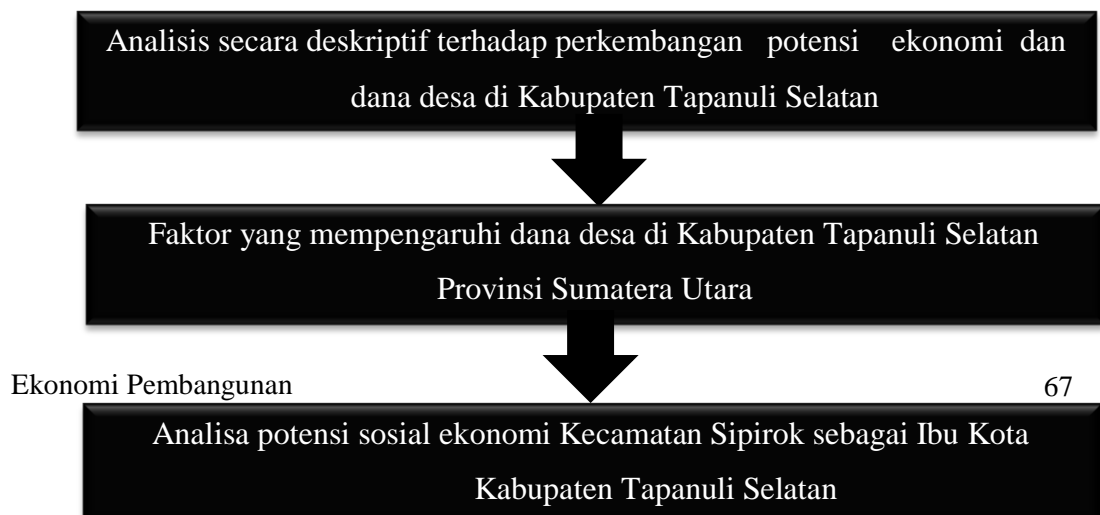 Analisis secara deskriptif terhadap perkembangan potensi ekonomi dan
dana desa di Kabupaten Tapanuli Selatan
Faktor yang mempengaruhi dana desa di Kabupaten Tapanuli Selatan
Provinsi Sumatera Utara
Ekonomi Pembangunan 67
Analisa potensi sosial ekonomi Kecamatan Sipirok sebagai Ibu Kota
Kabupaten Tapanuli Selatan